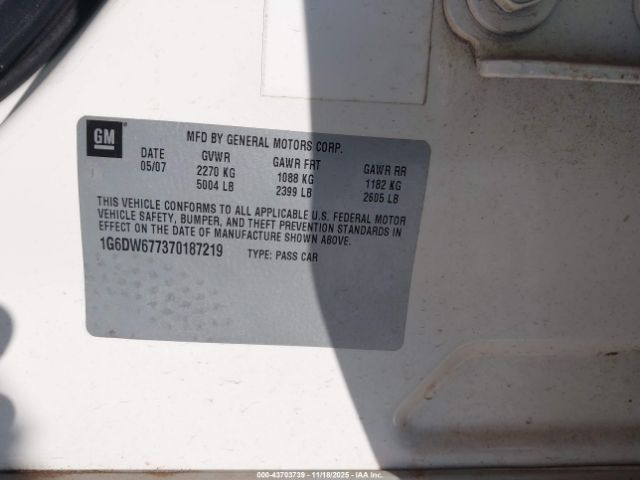 GM
MFD BY GENERAL MOTORS CORP.
DATE GVWR GAWR FRT GAWR RR
05/07 2270 KG 1088 KG 1182 KG
5004 LB 2399 LB 2605 LB
THIS VEHICLE CONFORMS TO ALL APPLICABLE U.S. FEDERAL MOTOR
VEHICLE SAFETY, BUMPER, AND THEFT PREVENTION STANDARDS IN
EFFECT ON THE DATE OF MANUFACTURE SHOWN ABOVE.
1G6DW677370187219 TYPE: PASS CAR
000-43703739 - 11/18/2025 - IAAI.COM